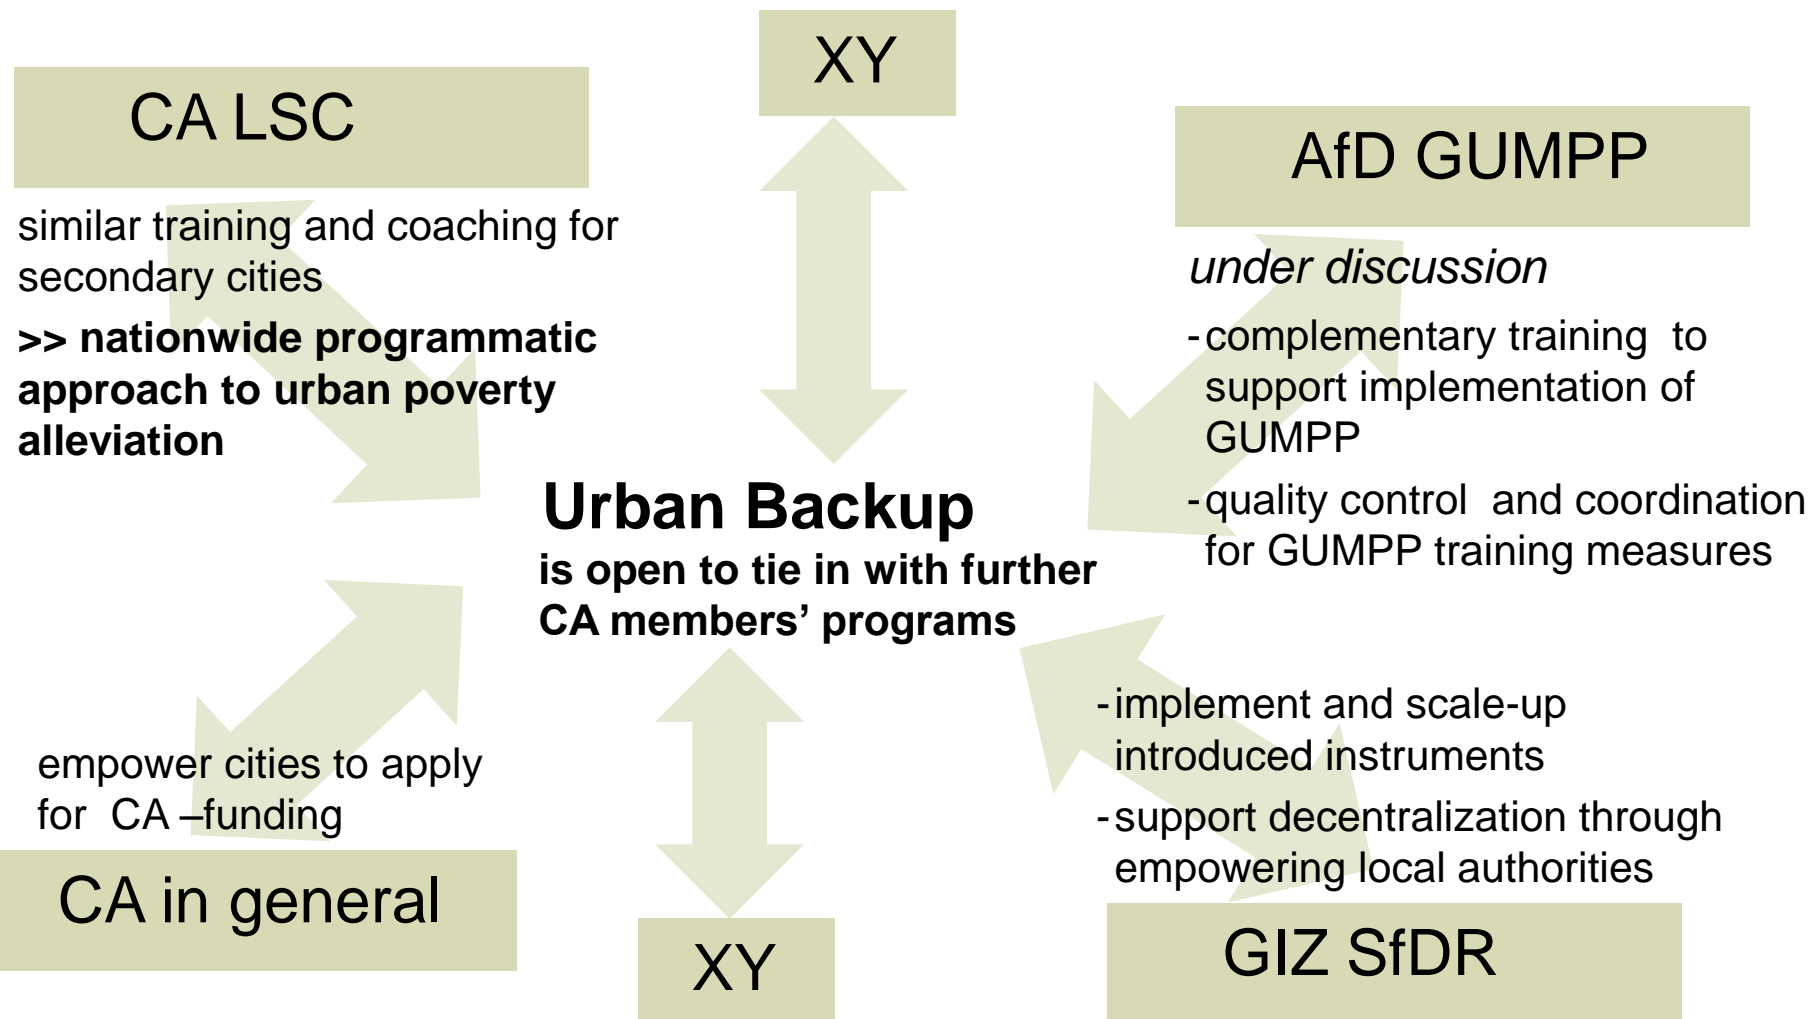 XY
CA LSC
similar training and coaching for
secondary cities
>> nationwide programmatic
approach to urban poverty
alleviation
AfD GUMPP
under discussion
-complementary training  to
support implementation of
GUMPP
-quality control  and coordination
for GUMPP training measures
Urban Backup
is open to tie in with further
CA members’ programs
empower cities to apply
for  CA –funding
CA in general
XY
-implement and scale-up
introduced instruments
-support decentralization through
empowering local authorities
GIZ SfDR